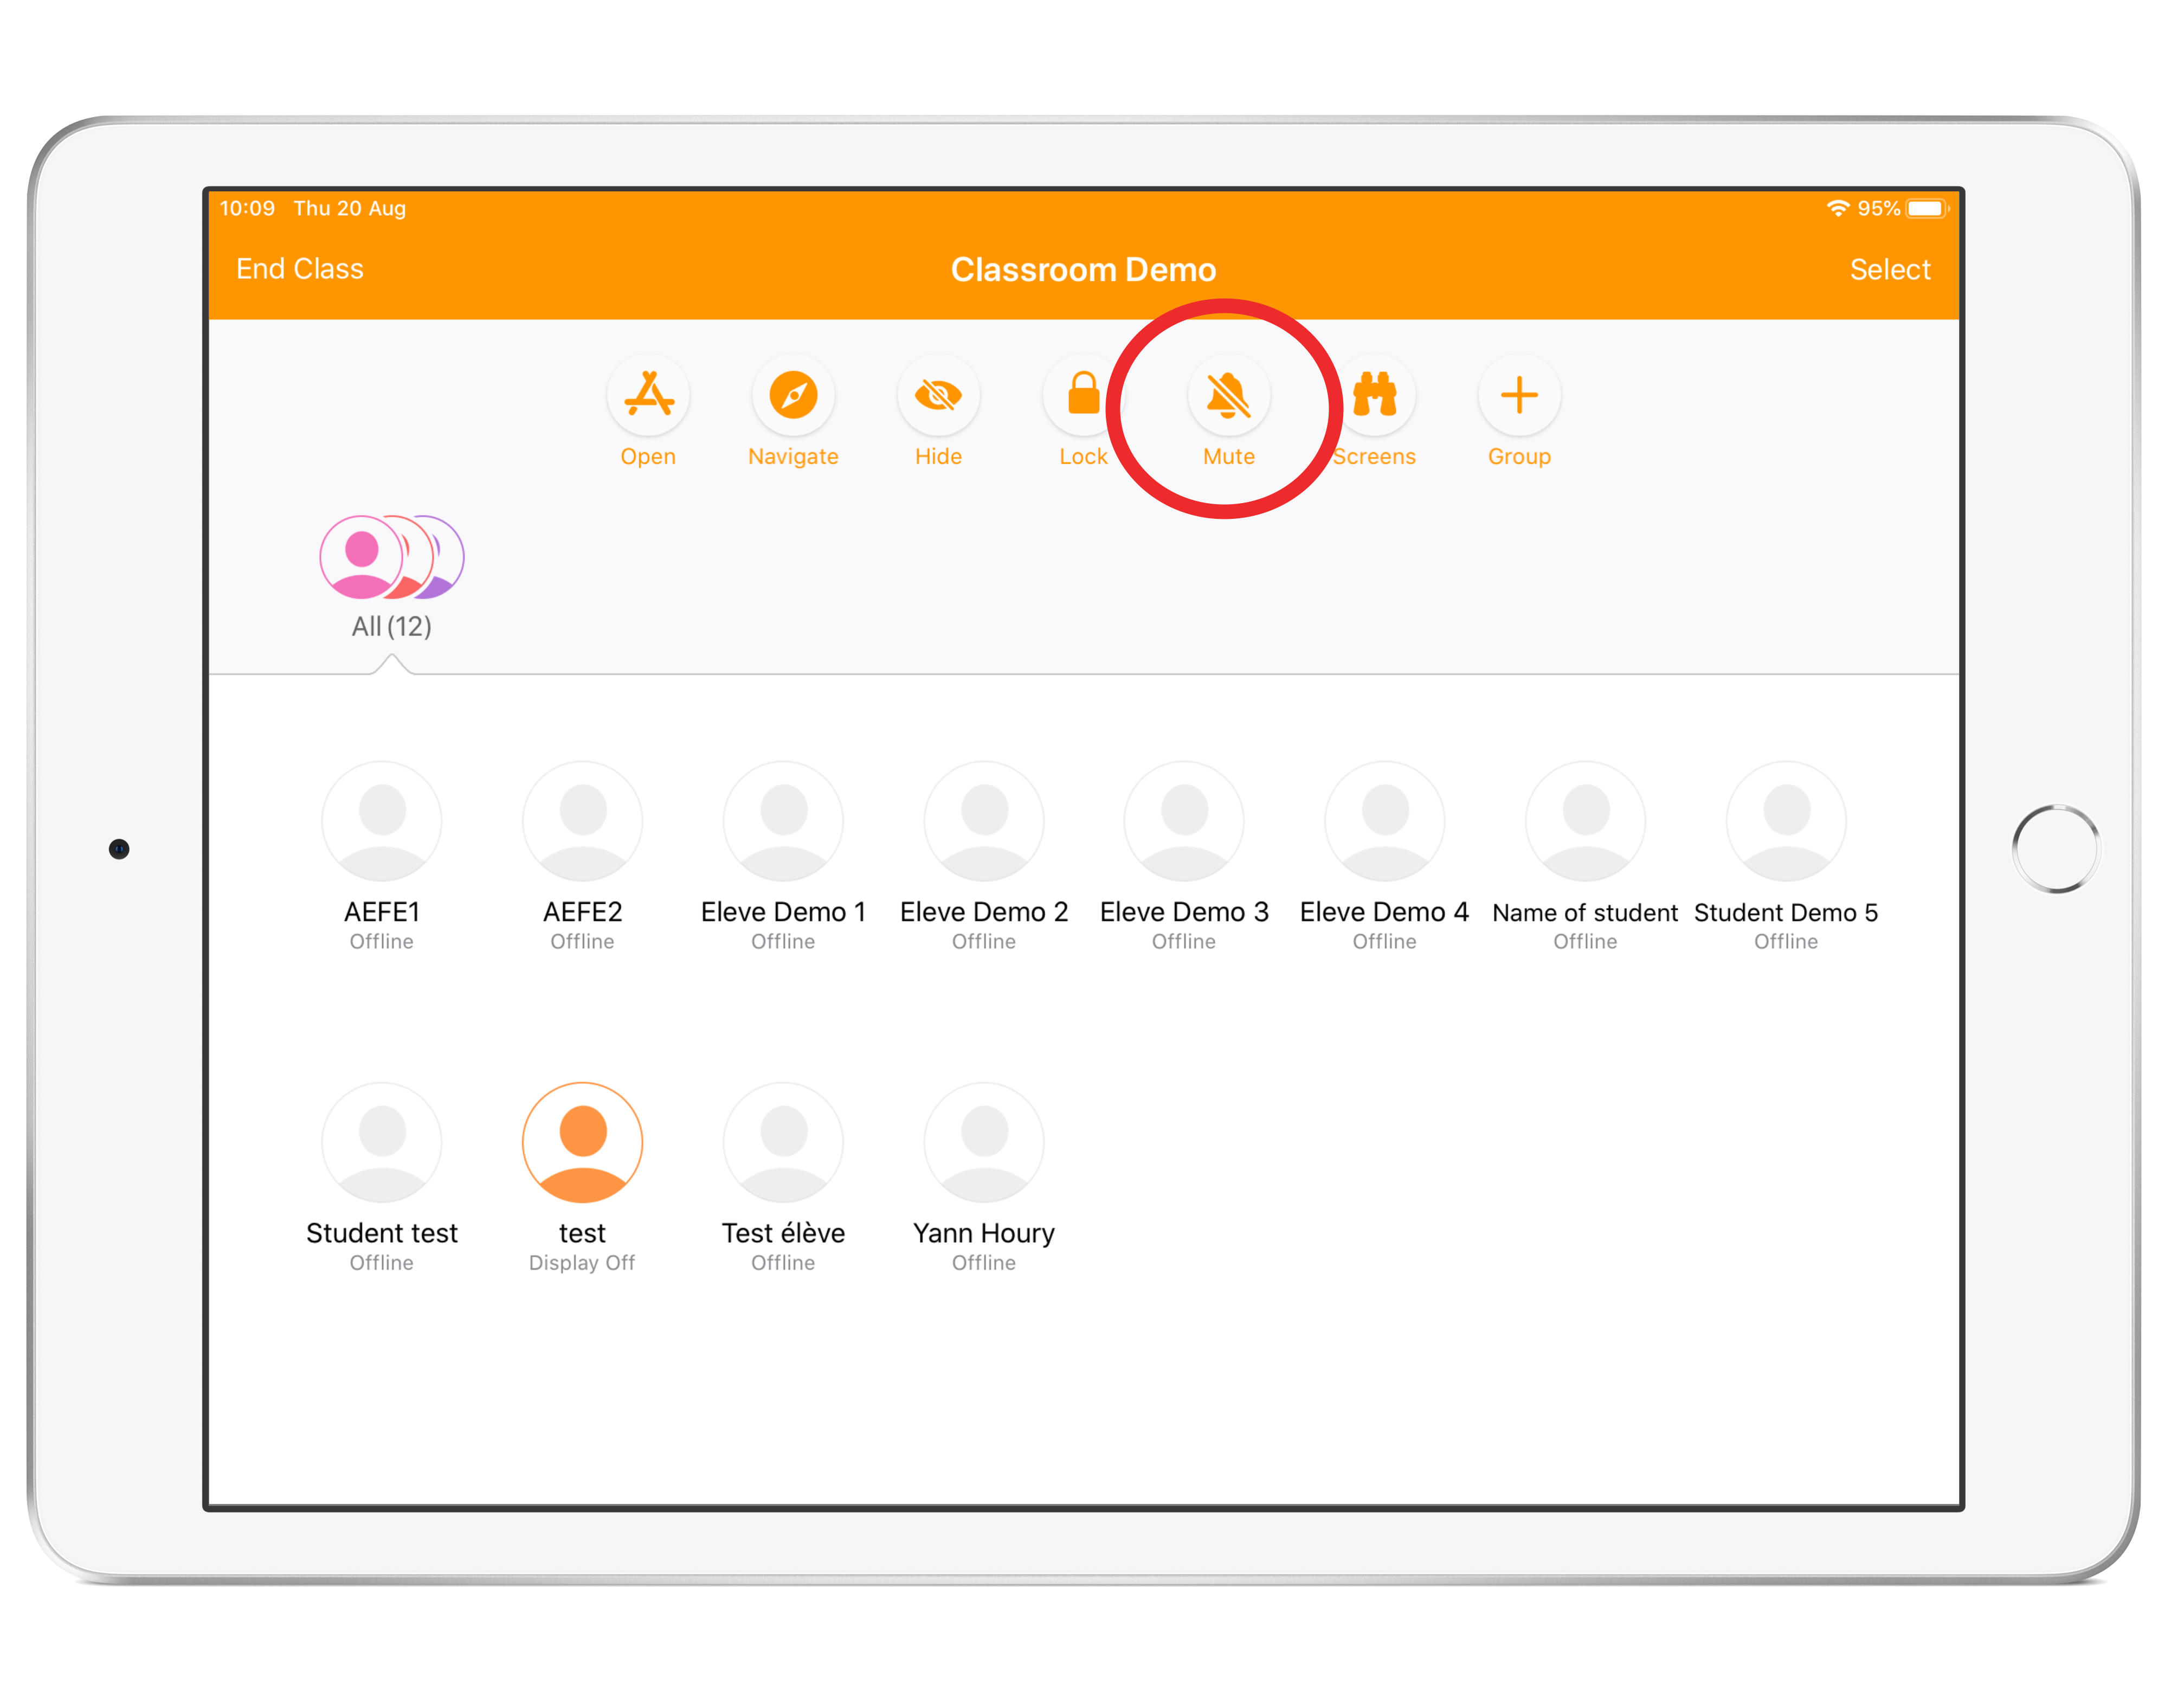 10:09 Thu 20 Aug 95%
End Class Classroom Demo Select
Open Navigate Hide Lock Mute Screens Group
All (12)
AEFE1 AEFE2 Eleve Demo 1 Eleve Demo 2 Eleve Demo 3 Eleve Demo 4 Name of student Student Demo 5
Offline Offline Offline Offline Offline Offline Offline Offline
Student test test Test élève Yann Houry
Offline Display Off Offline Offline